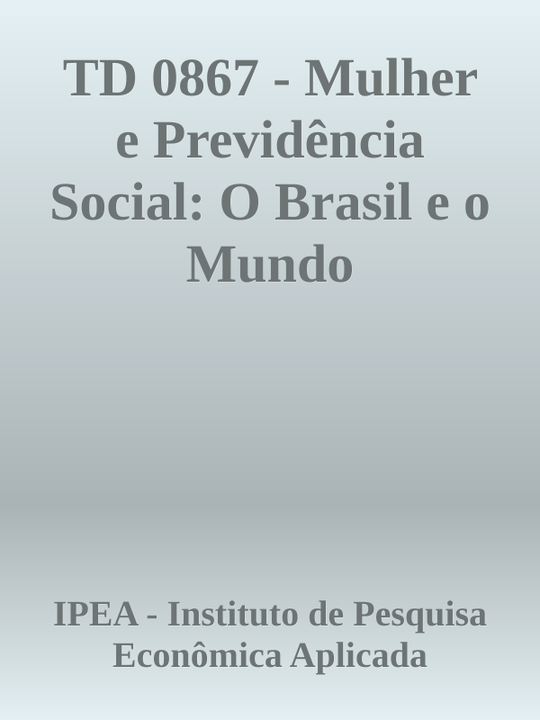 TD 0867 - Mulher
e Previdência
Social: O Brasil e o
Mundo
IPEA - Instituto de Pesquisa
Econômica Aplicada